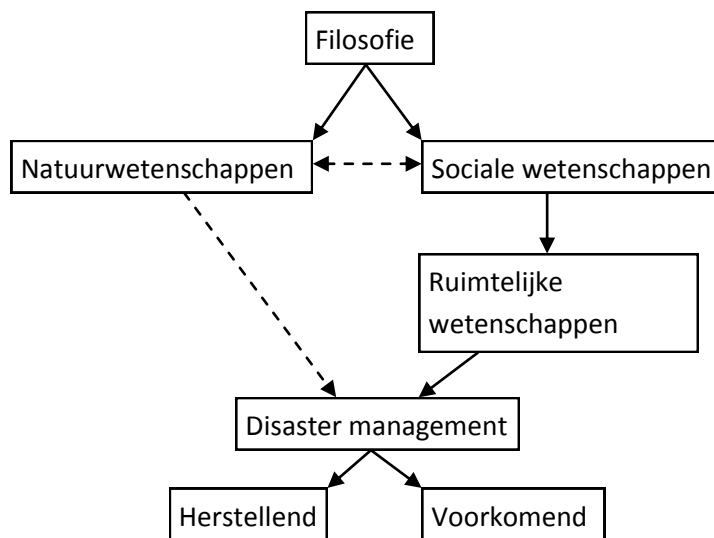 Filosofie
Natuurwetenschappen
Sociale wetenschappen
Ruimtelijke
wetenschappen
Disaster management
Herstellend
Voorkomend